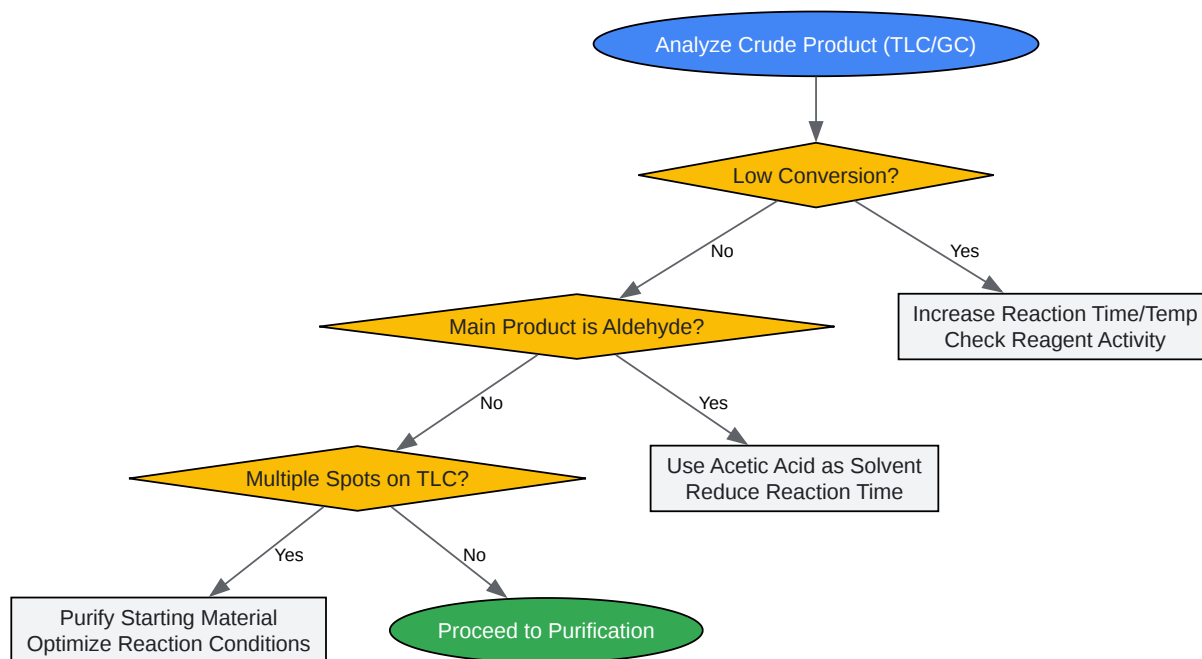 Analyze Crude Product (TLC/GC)
Low Conversion?
No
Yes
Main Product is Aldehyde?
Increase Reaction Time/Temp
Check Reagent Activity
No
Yes
Multiple Spots on TLC?
Use Acetic Acid as Solvent
Reduce Reaction Time
Yes
No
Purify Starting Material
Optimize Reaction Conditions
Proceed to Purification